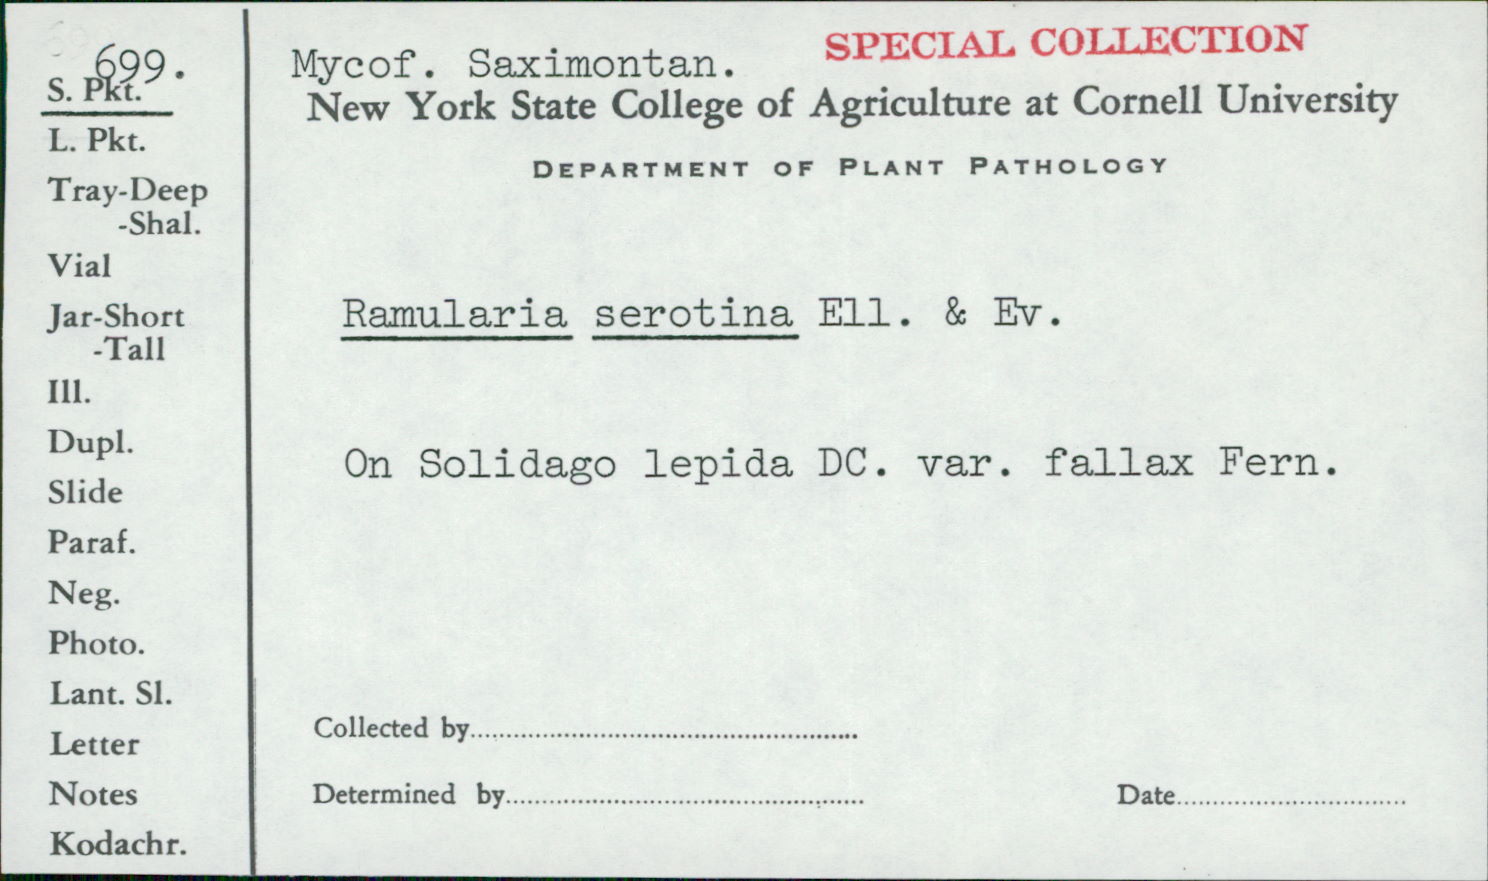 699.
S. Pkt.
L. Pkt.
Tray-Deep
-Shal.
Vial
Jar-Short
-Tall
Ill.
Dupl.
Slide
Paraf.
Neg.
Photo.
Lant. Sl.
Letter
Notes
Kodachr.
Mycof. Saximontan.
SPECIAL COLLECTION
New York State College of Agriculture at Cornell University
DEPARTMENT OF PLANT PATHOLOGY
Ramularia serotina Ell. & Ev.
On Solidago lepida DC. var. fallax Fern.
Collected by
Determined by
Date